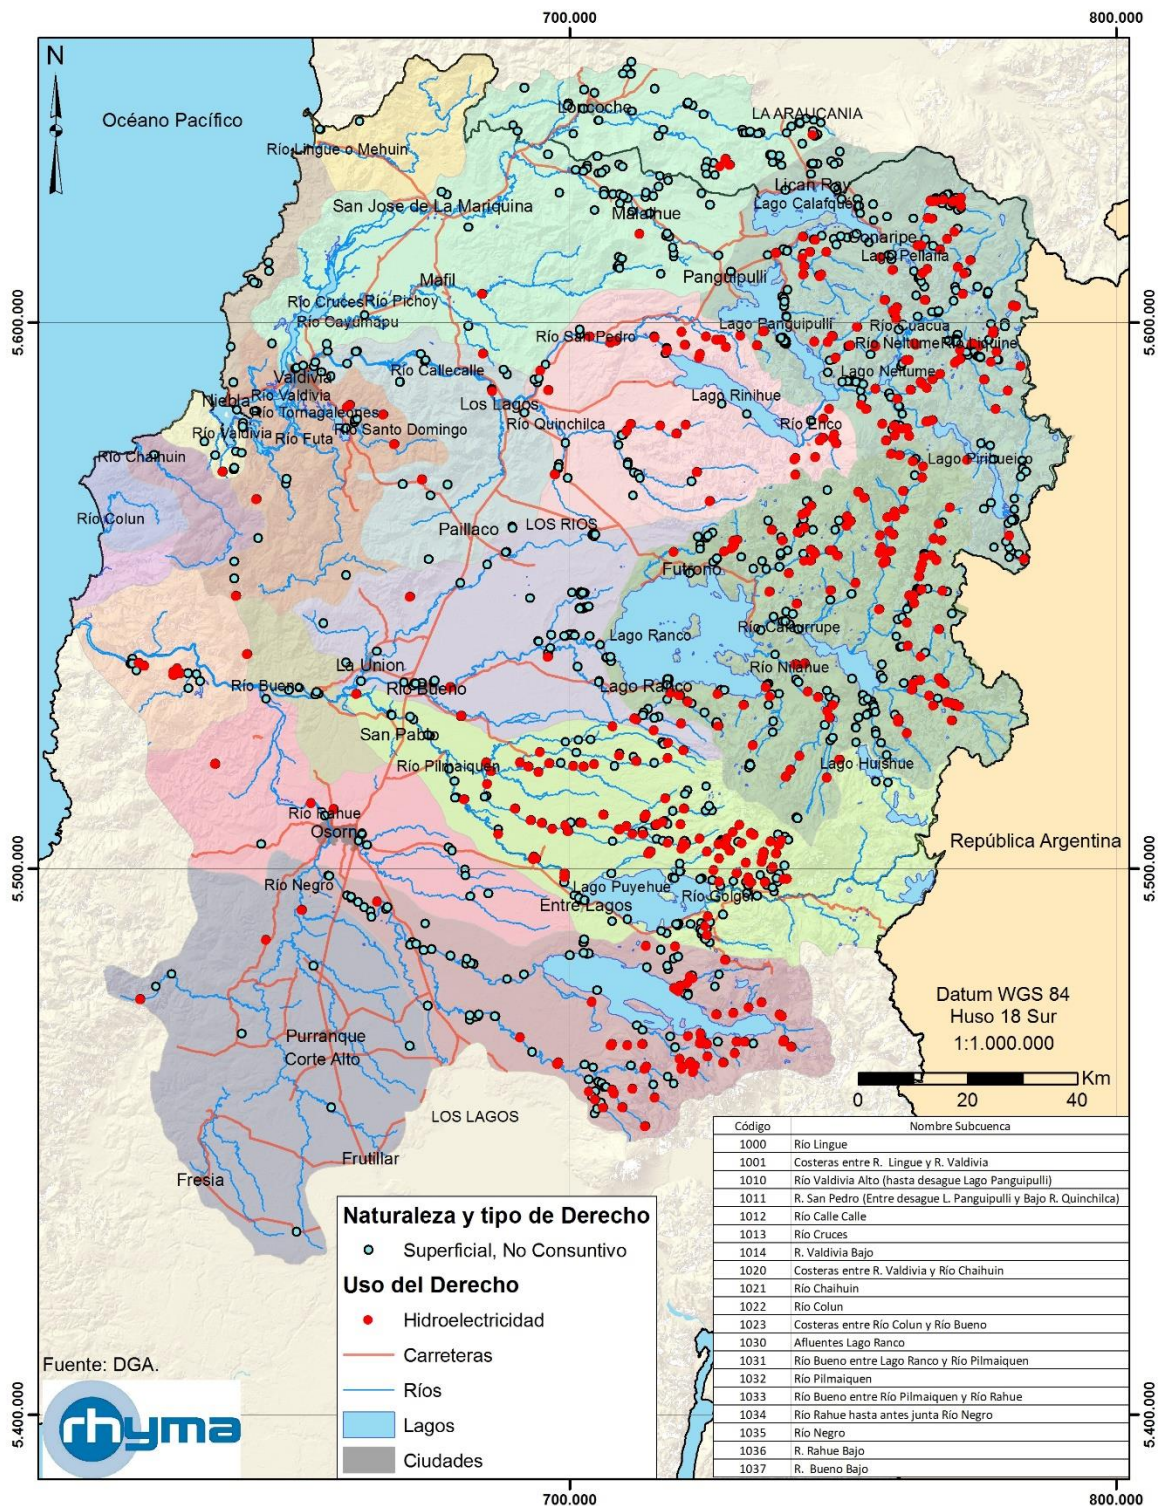 700.000
800.000
N
Océano Pacífico
Loncoche
LA ARAUCANIA
Río Lingue o Mehuin
Lican Ray
San Jose de La Mariquina
Lago Calafquén
Malalhue
Conaripe
Lago Pellaifa
Mafil
Panguipulli
Río Cruces
Río Pichoy
Río Cayumapu
Lago Panguipulli
Río Cuacua
5.600.000
5.600.000
Río San Pedro
Río Neltume
Río Liquine
Valdivia
Río Callecalle
Lago Neltume
Niebla
Río Valdivia
Los Lagos
Lago Rinihue
Río Tornagaleones
Río Quinchilca
Río Enco
Río Valdivia
Río Futa
Río Santo Domingo
Río Chaihuin
Lago Pirihueico
Río Colun
Paillaco
LOS RIOS
Futrono
Río Calcurrupe
Lago Ranco
La Union
Río Nilahue
Río Bueno
Río Bueno
Lago Ranco
San Pablo
Río Pilmaiquen
Lago Huishue
Río Rahue
Osorno
República Argentina
5.500.000
5.500.000
Río Negro
Lago Puyehue
Río Golgol
Entre Lagos
Datum WGS 84
Huso 18 Sur
1:1.000.000
Purranque
Corte Alto
Km
0 20 40
LOS LAGOS
Frutillar
Fresia
Código Nombre Subcuenca
1000 Río Lingue
1001 Costeras entre R. Lingue y R. Valdivia
1010 Río Valdivia Alto (hasta desague Lago Panguipulli)
1011 R. San Pedro (Entre desague L. Panguipulli y Bajo R. Quinchilca)
1012 Río Calle Calle
1013 Río Cruces
1014 R. Valdivia Bajo
1020 Costeras entre R. Valdivia y Río Chaihuin
1021 Río Chaihuin
1022 Río Colun
1023 Costeras entre Río Colun y Río Bueno
1030 Afluentes Lago Ranco
1031 Río Bueno entre Lago Ranco y Río Pilmaiquen
1032 Río Pilmaiquen
1033 Río Bueno entre Río Pilmaiquen y Río Rahue
1034 Río Rahue hasta antes junta Río Negro
1035 Río Negro
1036 R. Rahue Bajo
1037 R. Bueno Bajo
Naturaleza y tipo de Derecho
Superficial, No Consuntivo
Uso del Derecho
Hidroelectricidad
Carreteras
Ríos
Lagos
Ciudades
Fuente: DGA.
rhyma
5.400.000
5.400.000
700.000
800.000